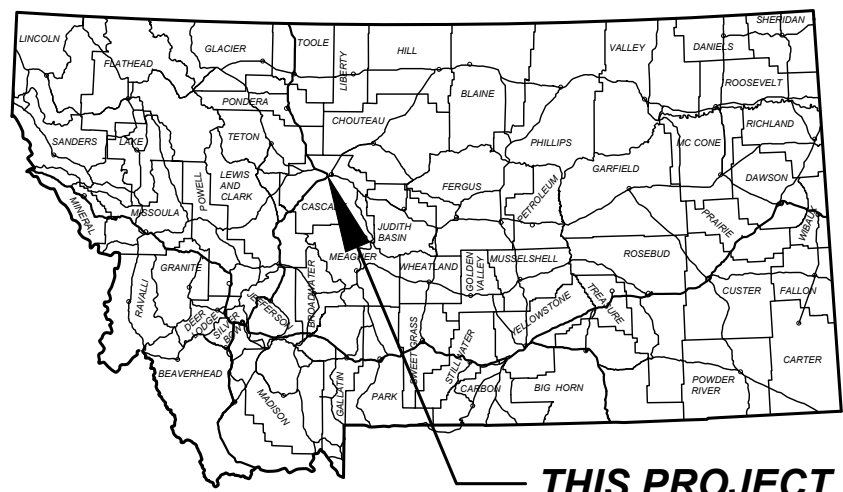 SHERIDAN
LINCOLN
GLACIER
TOOLE
LIBERTY
HILL
VALLEY
DANIELS
FLATHEAD
BLAINE
ROOSEVELT
PONDERA
CHOUTEAU
RICHLAND
SANDERS
LAKE
TETON
PHILLIPS
MC CONE
GARFIELD
LEWIS
AND
CLARK
POWELL
FERGUS
PETROLEUM
DAWSON
MINERAL
MISSOULA
CASCADE
JUDITH
BASIN
PRAIRIE
WIBAUX
MEAGHER
GRANITE
WHEATLAND
GOLDEN
VALLEY
MUSSELSHELL
ROSEBUD
RAVALLI
BROADWATER
JEFFERSON
TREASURE
CUSTER
FALLON
DEER
LODGE
SILVER
BOW
YELLOWSTONE
BEAVERHEAD
MADISON
GALLATIN
PARK
SWEET GRASS
STILLWATER
CARBON
BIG HORN
POWDER
RIVER
CARTER
THIS PROJECT